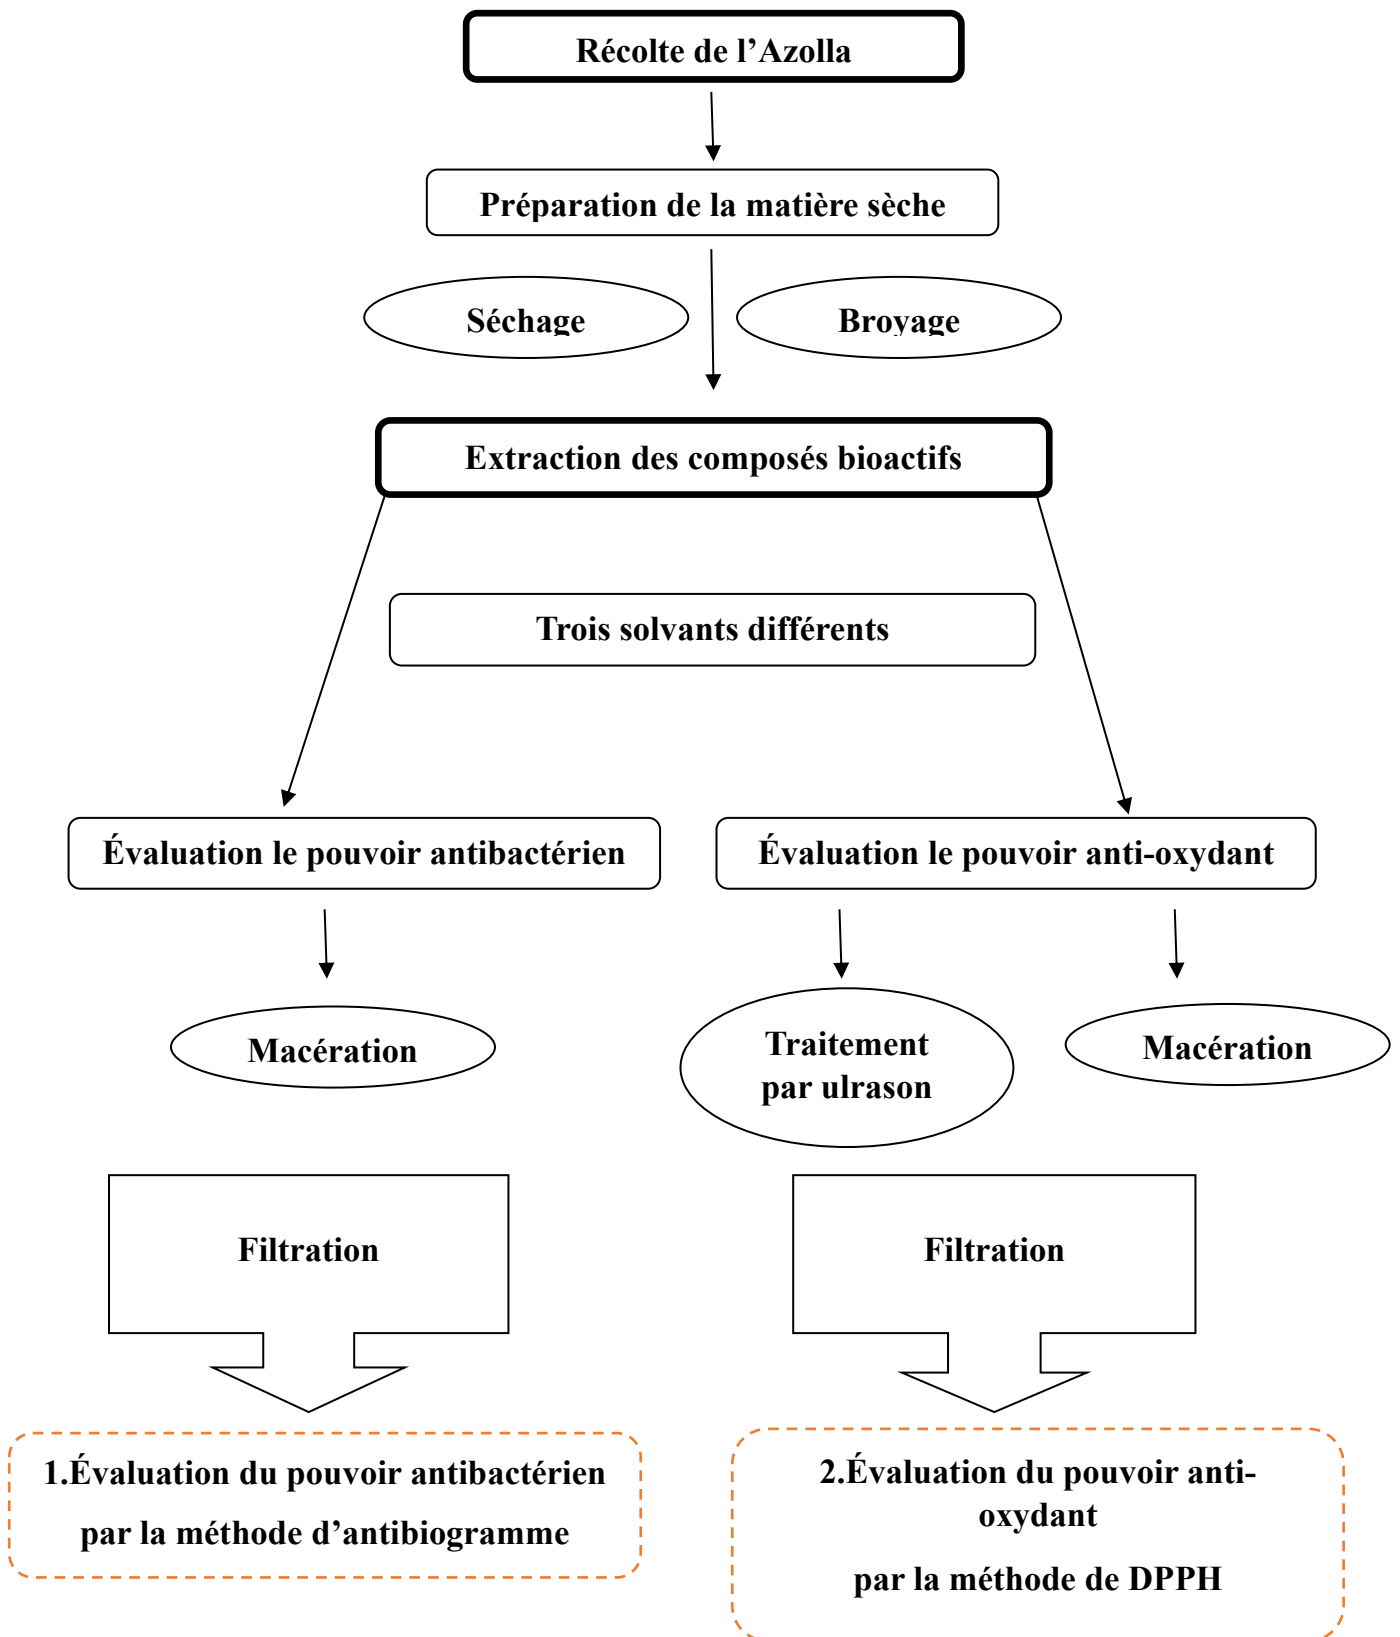 Récolte de l’Azolla
Préparation de la matière sèche
Séchage
Broyage
Extraction des composés bioactifs
Trois solvants différents
Évaluation le pouvoir antibactérien
Évaluation le pouvoir anti-oxydant
Macération
Traitement
par ulrason
Macération
Filtration
Filtration
1.Évaluation du pouvoir antibactérien
par la méthode d’antibiogramme
2.Évaluation du pouvoir anti-
oxydant
par la méthode de DPPH